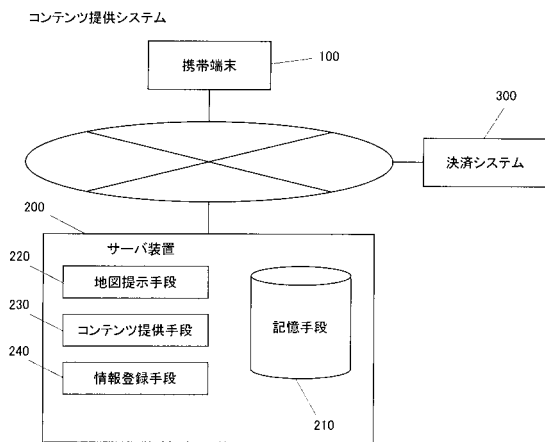 コンテンツ提供システム
携帯端末
100
300
決済システム
200
サーバ装置
220
地図提示手段
230
コンテンツ提供手段
240
情報登録手段
記憶手段
210